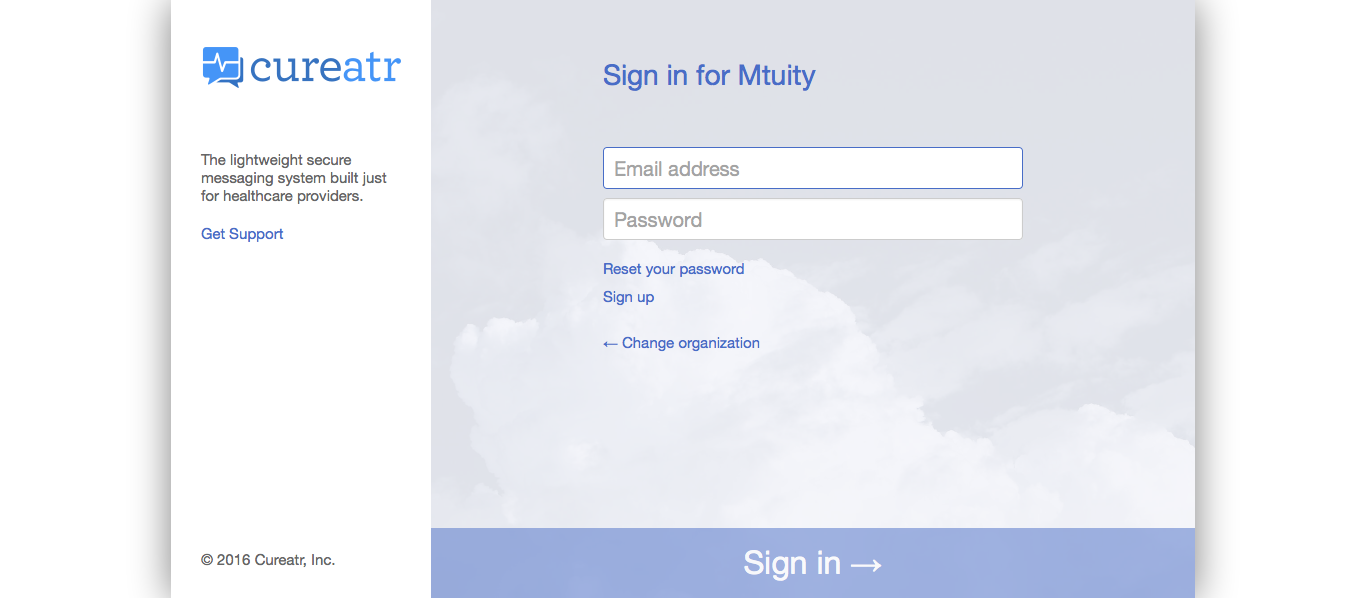 cureatr
The lightweight secure
messaging system built just
for healthcare providers.
Get Support
© 2016 Cureatr, Inc.
Sign in for Mtuity
Email address
Password
Reset your password
Sign up
← Change organization
Sign in →